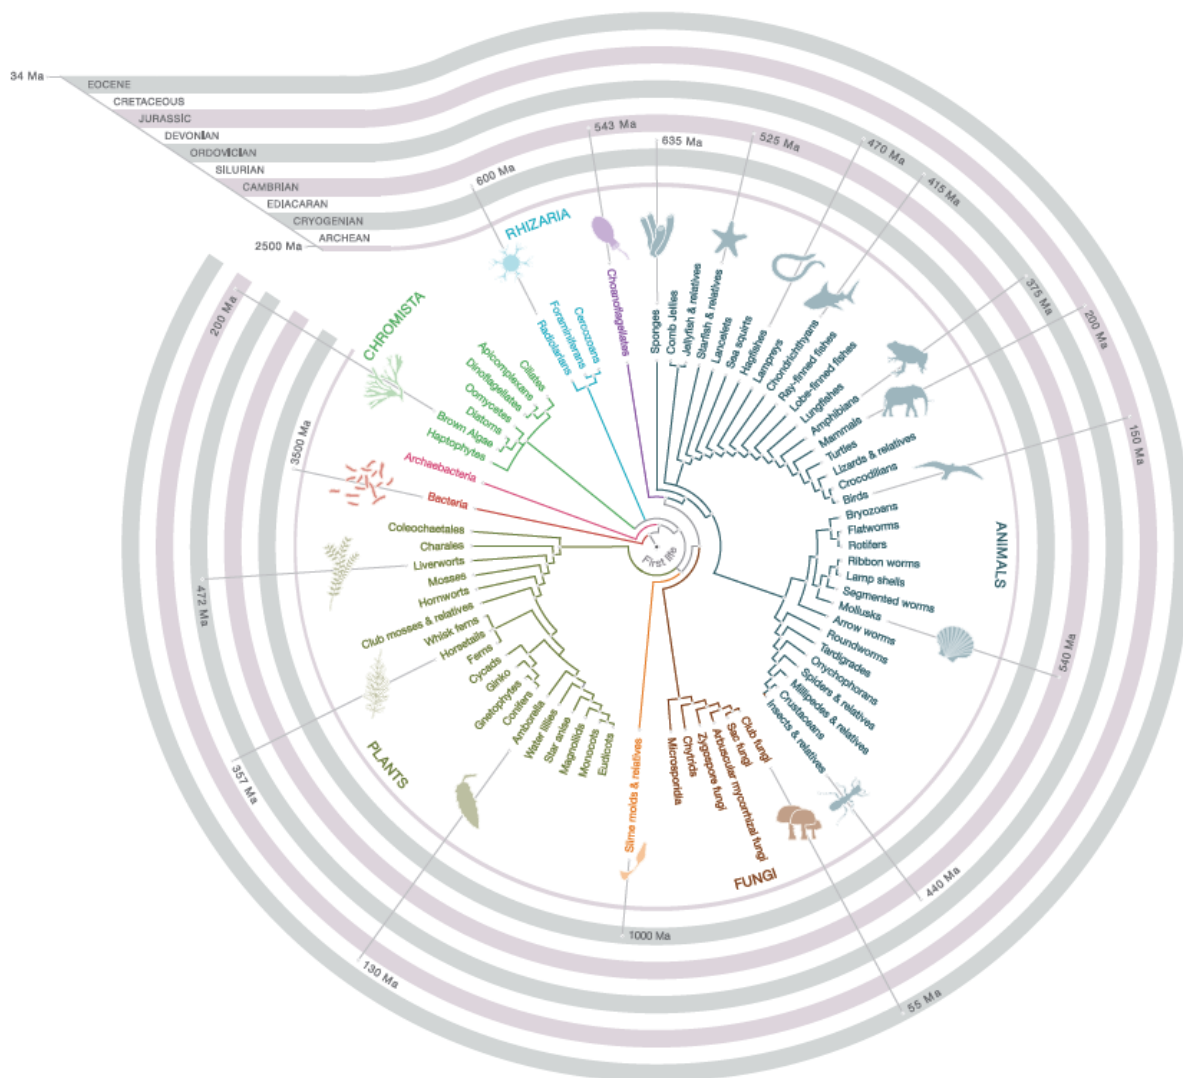 34 Ma
EOCENE
CRETACEOUS
JURASSIC
DEVONIAN
ORDOVICIAN
SILURIAN
CAMBRIAN
EDIACARAN
CRYOGENIAN
ARCHEAN
2500 Ma
600 Ma
543 Ma
635 Ma
525 Ma
470 Ma
415 Ma
375 Ma
200 Ma
150 Ma
540 Ma
440 Ma
55 Ma
1000 Ma
130 Ma
357 Ma
472 Ma
3500 Ma
200 Ma
RHIZARIA
Cercozoans
Foraminiferans
Radiolarians
Choanoflagellates
Sponges
Comb Jellies
Jellyfish & relatives
Starfish & relatives
Lancelets
Sea squirts
Hagfishes
Lampreys
Chondrichthyans
Ray-finned fishes
Lobe-finned fishes
Lungfishes
Amphibians
Mammals
Turtles
Lizards & relatives
Crocodilians
Birds
ANIMALS
Bryozoans
Flatworms
Rotifers
Ribbon worms
Lamp shells
Segmented worms
Mollusks
Arrow worms
Roundworms
Tardigrades
Onychophorans
Spiders & relatives
Millipedes & relatives
Crustaceans
Insects & relatives
FUNGI
Club fungi
Sac fungi
Arbuscular mycorrhizal fungi
Zygospore fungi
Chytrids
Microsporidia
Slime molds & relatives
PLANTS
Eudicots
Monocots
Magnoliids
Star anise
Water lilies
Amborella
Conifers
Gnetophytes
Ginko
Cycads
Ferns
Horsetails
Whisk ferns
Club mosses & relatives
Hornworts
Mosses
Liverworts
Charales
Coleochaetales
Bacteria
Archaebacteria
CHROMISTA
Haptophytes
Brown Algae
Diatoms
Oomycetes
Dinoflagellates
Apicomplexans
Ciliates
First life